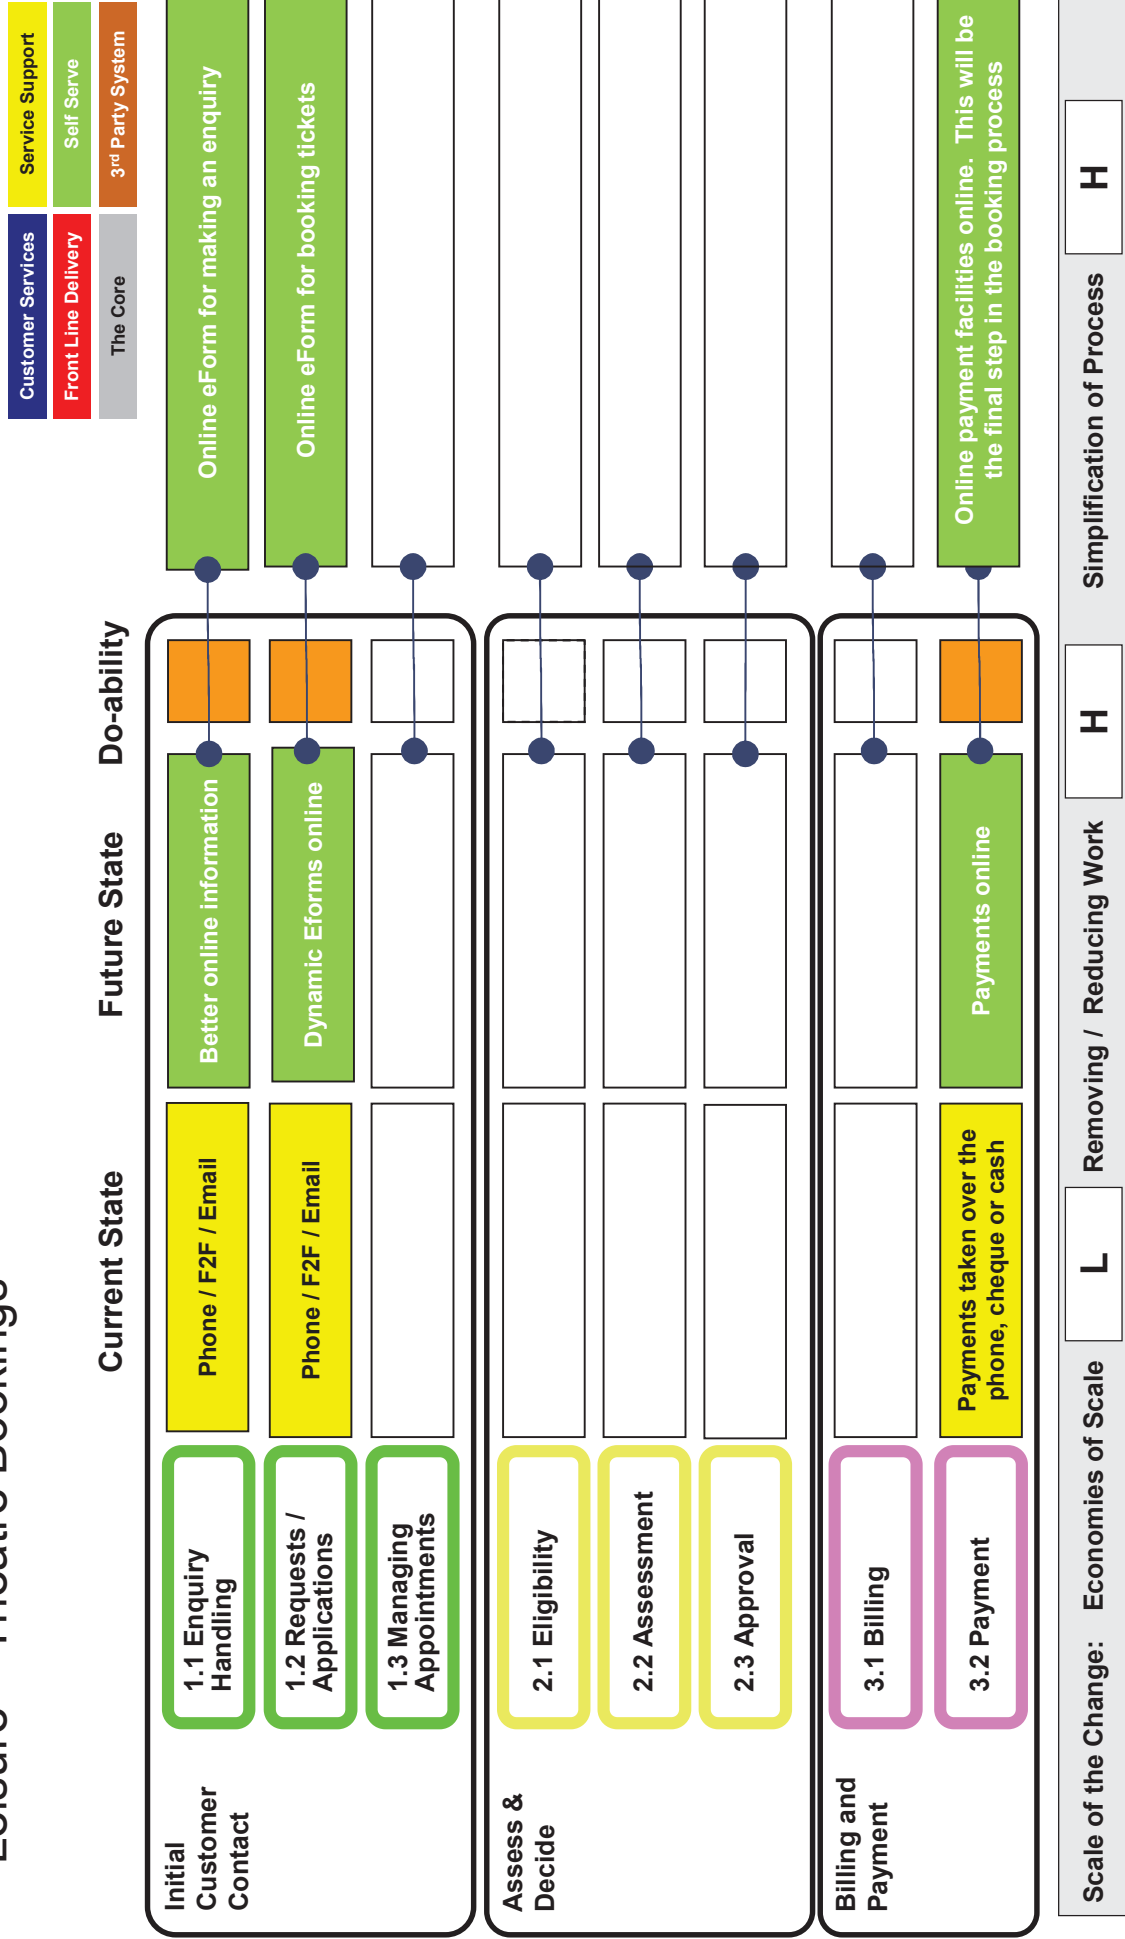 Theatre Bookings
Customer Services
Service Support
Front Line Delivery
Self Serve
The Core
3rd Party System
Current State
Future State
Do-ability
Initial
Customer
Contact
1.1 Enquiry
Handling
Phone / F2F / Email
Better online information
Online eForm for making an enquiry
1.2 Requests /
Applications
Phone / F2F / Email
Dynamic Eforms online
Online eForm for booking tickets
1.3 Managing
Appointments
Assess &
Decide
2.1 Eligibility
2.2 Assessment
2.3 Approval
Billing and
Payment
3.1 Billing
3.2 Payment
Payments taken over the
phone, cheque or cash
Payments online
Online payment facilities online. This will be
the final step in the booking process
Scale of the Change: Economies of Scale L Removing / Reducing Work H Simplification of Process H